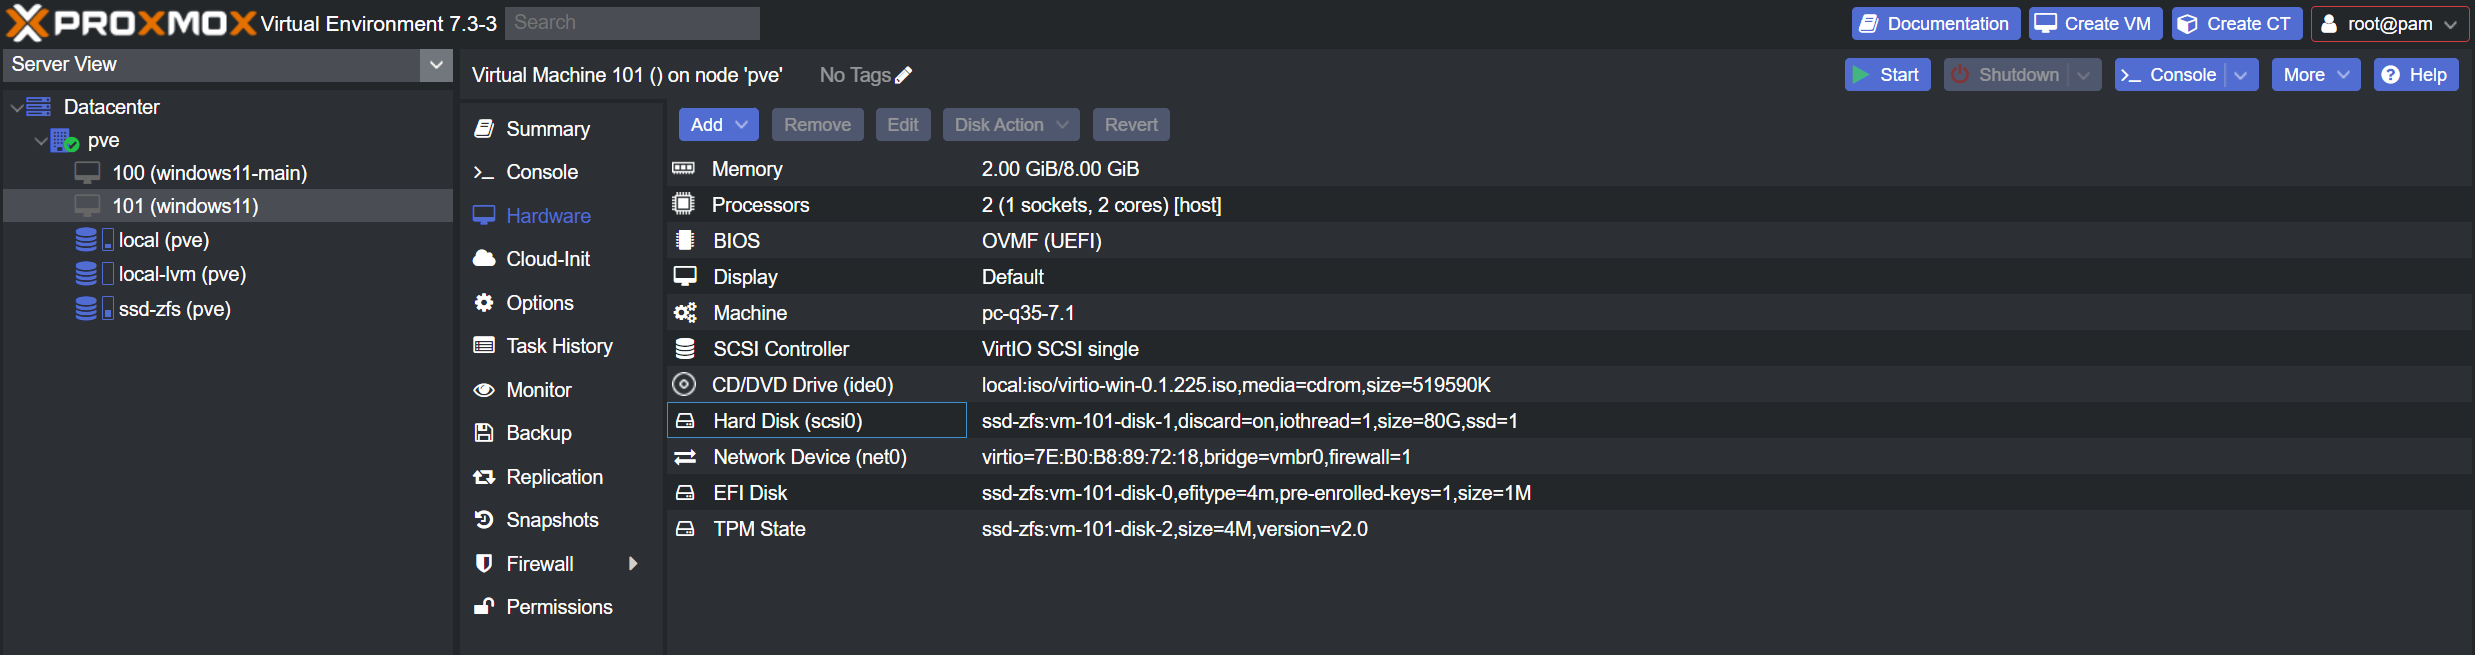 PROXMOX Virtual Environment 7.3-3 Search Documentation Create VM Create CT root@pam
Server View
Datacenter
pve
100 (windows11-main)
101 (windows11)
local (pve)
local-lvm (pve)
ssd-zfs (pve)
Virtual Machine 101 () on node 'pve' No Tags Start Shutdown Console More Help
Summary
Console
Hardware
Cloud-Init
Options
Task History
Monitor
Backup
Replication
Snapshots
Firewall
Permissions
Add Remove Edit Disk Action Revert
Memory 2.00 GiB/8.00 GiB
Processors 2 (1 sockets, 2 cores) [host]
BIOS OVMF (UEFI)
Display Default
Machine pc-q35-7.1
SCSI Controller VirtIO SCSI single
CD/DVD Drive (ide0) local:iso/virtio-win-0.1.225.iso,media=cdrom,size=519590K
Hard Disk (scsi0) ssd-zfs:vm-101-disk-1,discard=on,iothread=1,size=80G,ssd=1
Network Device (net0) virtio=7E:B0:B8:89:72:18,bridge=vmbr0,firewall=1
EFI Disk ssd-zfs:vm-101-disk-0,efitype=4m,pre-enrolled-keys=1,size=1M
TPM State ssd-zfs:vm-101-disk-2,size=4M,version=v2.0